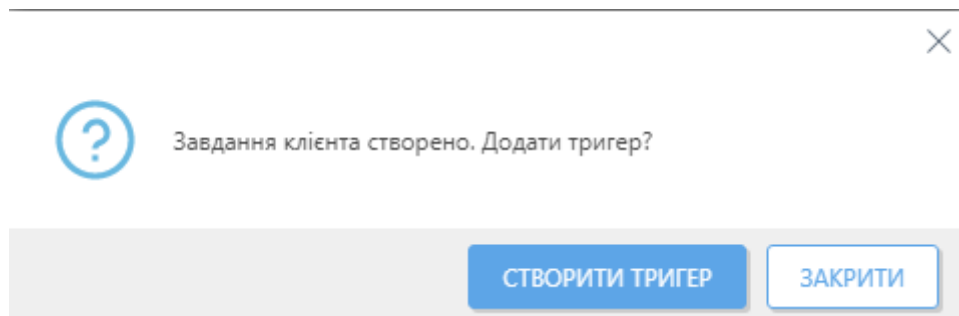 Завдання клієнта створено. Додати тригер?
СТВОРИТИ ТРИГЕР
ЗАКРИТИ